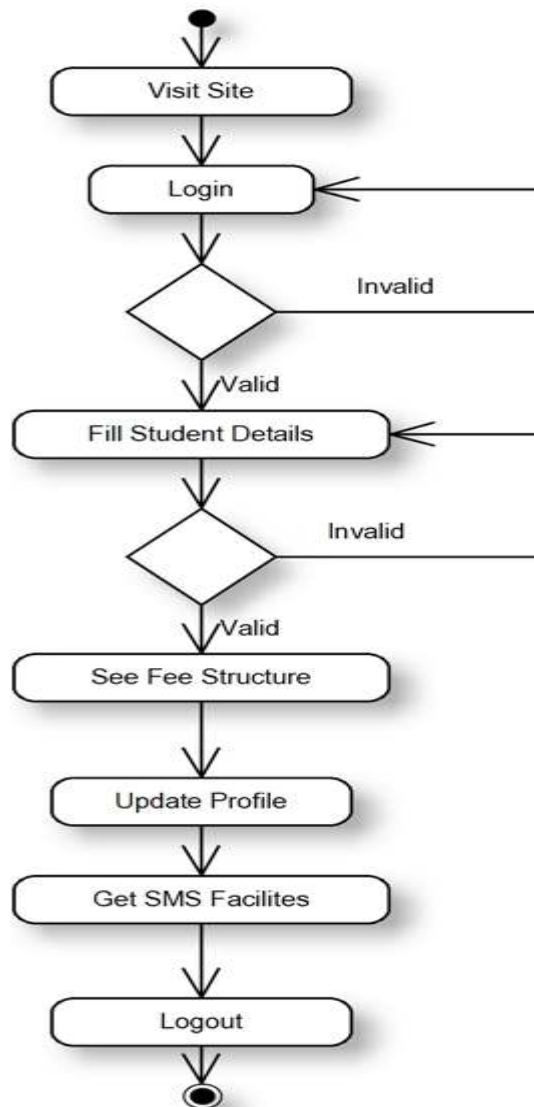 Visit Site
Login
Invalid
Valid
Fill Student Details
Invalid
Valid
See Fee Structure
Update Profile
Get SMS Facilites
Logout